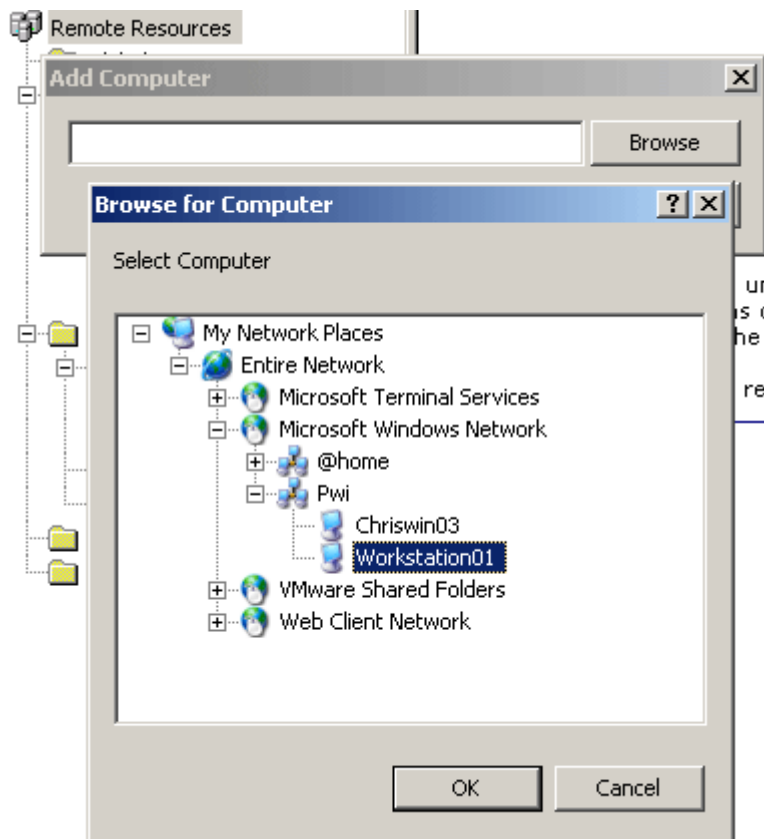 Remote Resources
Add Computer
Browse
Browse for Computer
Select Computer
My Network Places
Entire Network
Microsoft Terminal Services
Microsoft Windows Network
@home
Pwi
Chriswin03
Workstation01
VMware Shared Folders
Web Client Network
OK
Cancel